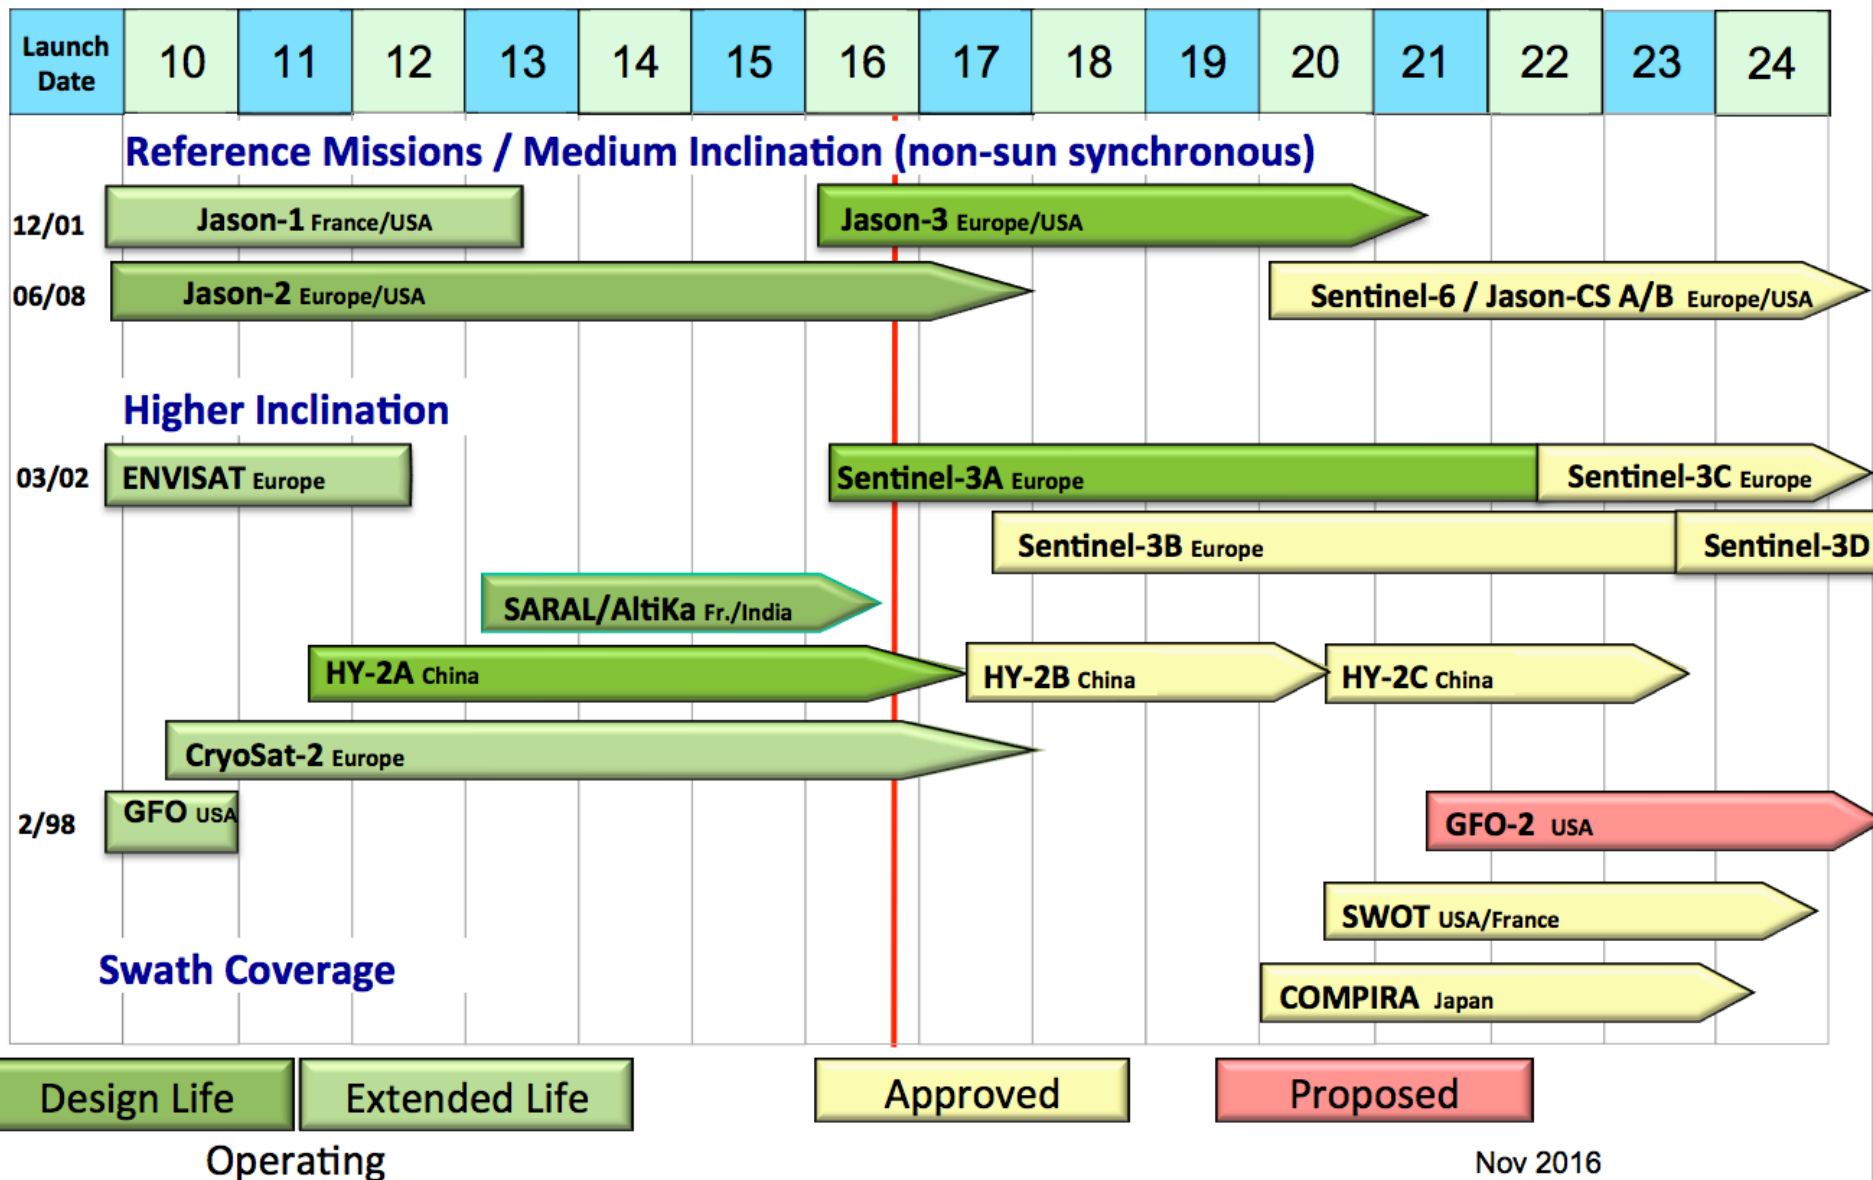 Launch
Date
10 11 12 13 14 15 16 17 18 19 20 21 22 23 24
Reference Missions / Medium Inclination (non-sun synchronous)
12/01 Jason-1 France/USA Jason-3 Europe/USA
06/08 Jason-2 Europe/USA Sentinel-6 / Jason-CS A/B Europe/USA
Higher Inclination
03/02 ENVISAT Europe Sentinel-3A Europe Sentinel-3C Europe
Sentinel-3B Europe Sentinel-3D
SARAL/AltiKa Fr./India
HY-2A China HY-2B China HY-2C China
CryoSat-2 Europe
2/98 GFO USA GFO-2 USA
SWOT USA/France
Swath Coverage
COMPIRA Japan
Design Life Extended Life Approved Proposed
Operating Nov 2016